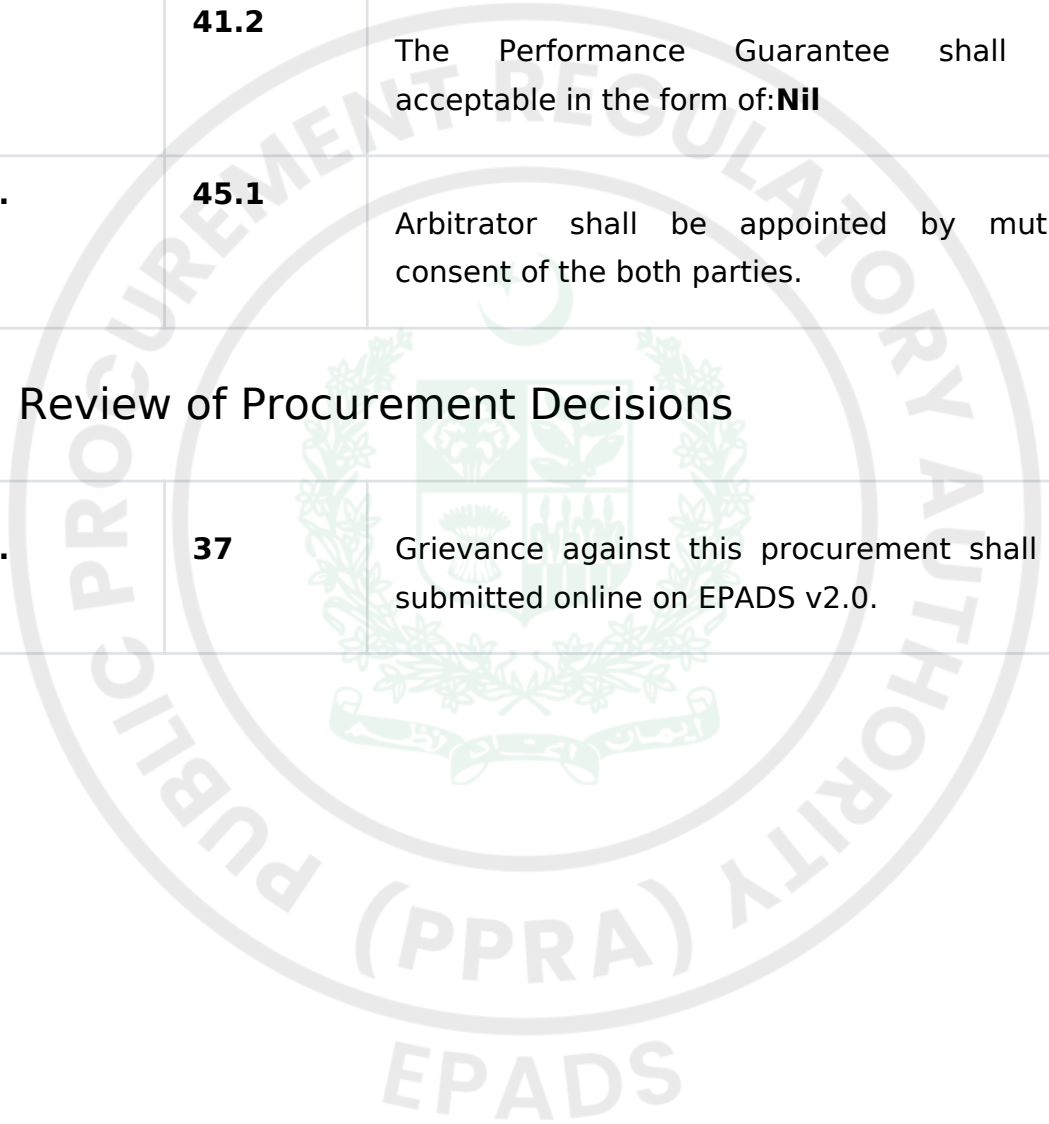 41.2
The Performance Guarantee shall
acceptable in the form of:Nil
. 45.1
Arbitrator shall be appointed by mut
consent of the both parties.
Review of Procurement Decisions
. 37 Grievance against this procurement shall
submitted online on EPADS v2.0.
PUBLIC PROCUREMENT REGULATORY AUTHORITY
(PPRA)
EPADS